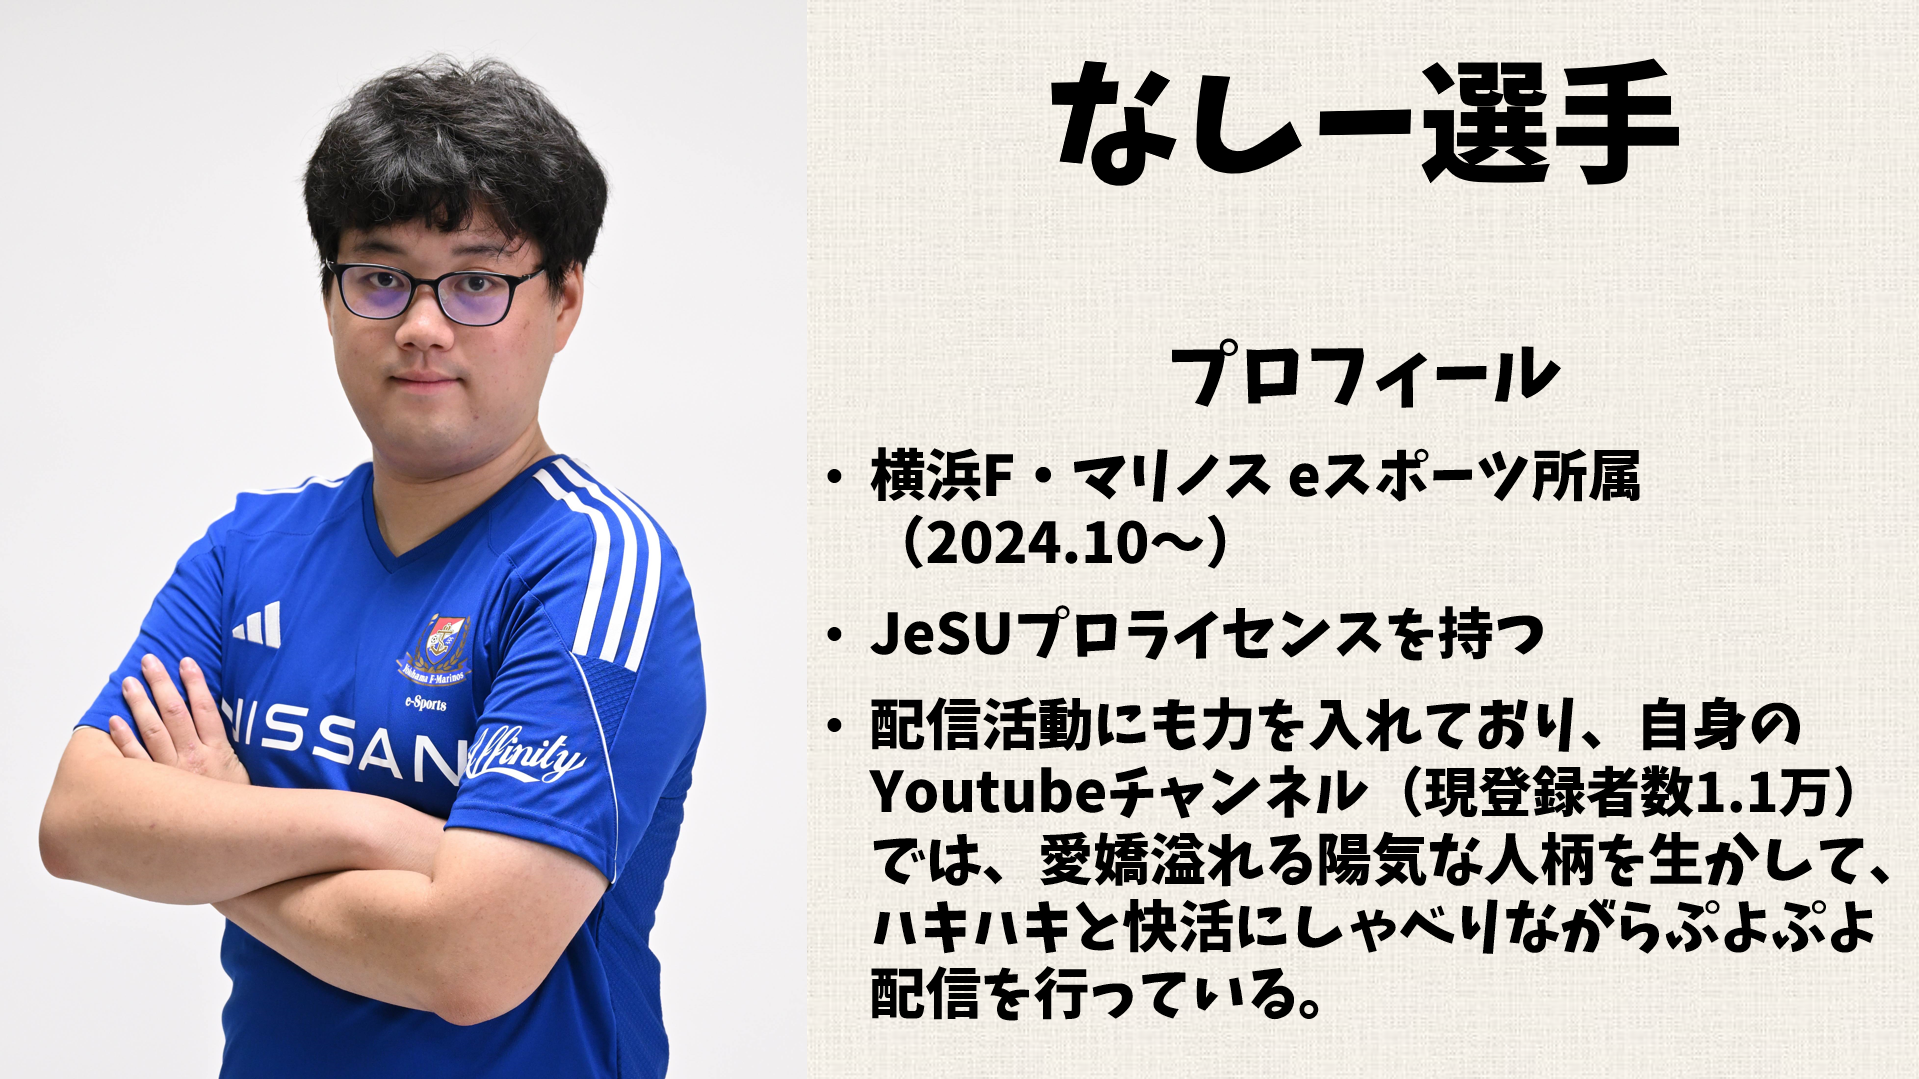 なしー選手
プロフィール
・横浜F・マリノス eスポーツ所属
（2024.10～）
・JeSUプロライセンスを持つ
・配信活動にも力を入れており、自身の
Youtubeチャンネル（現登録者数1.1万）
では、愛嬌溢れる陽気な人柄を生かして、
ハキハキと快活にしゃべりながらぷよぷよ
配信を行っている。
Yokohama F·Marinos
e-Sports
NISSAN
Affinity